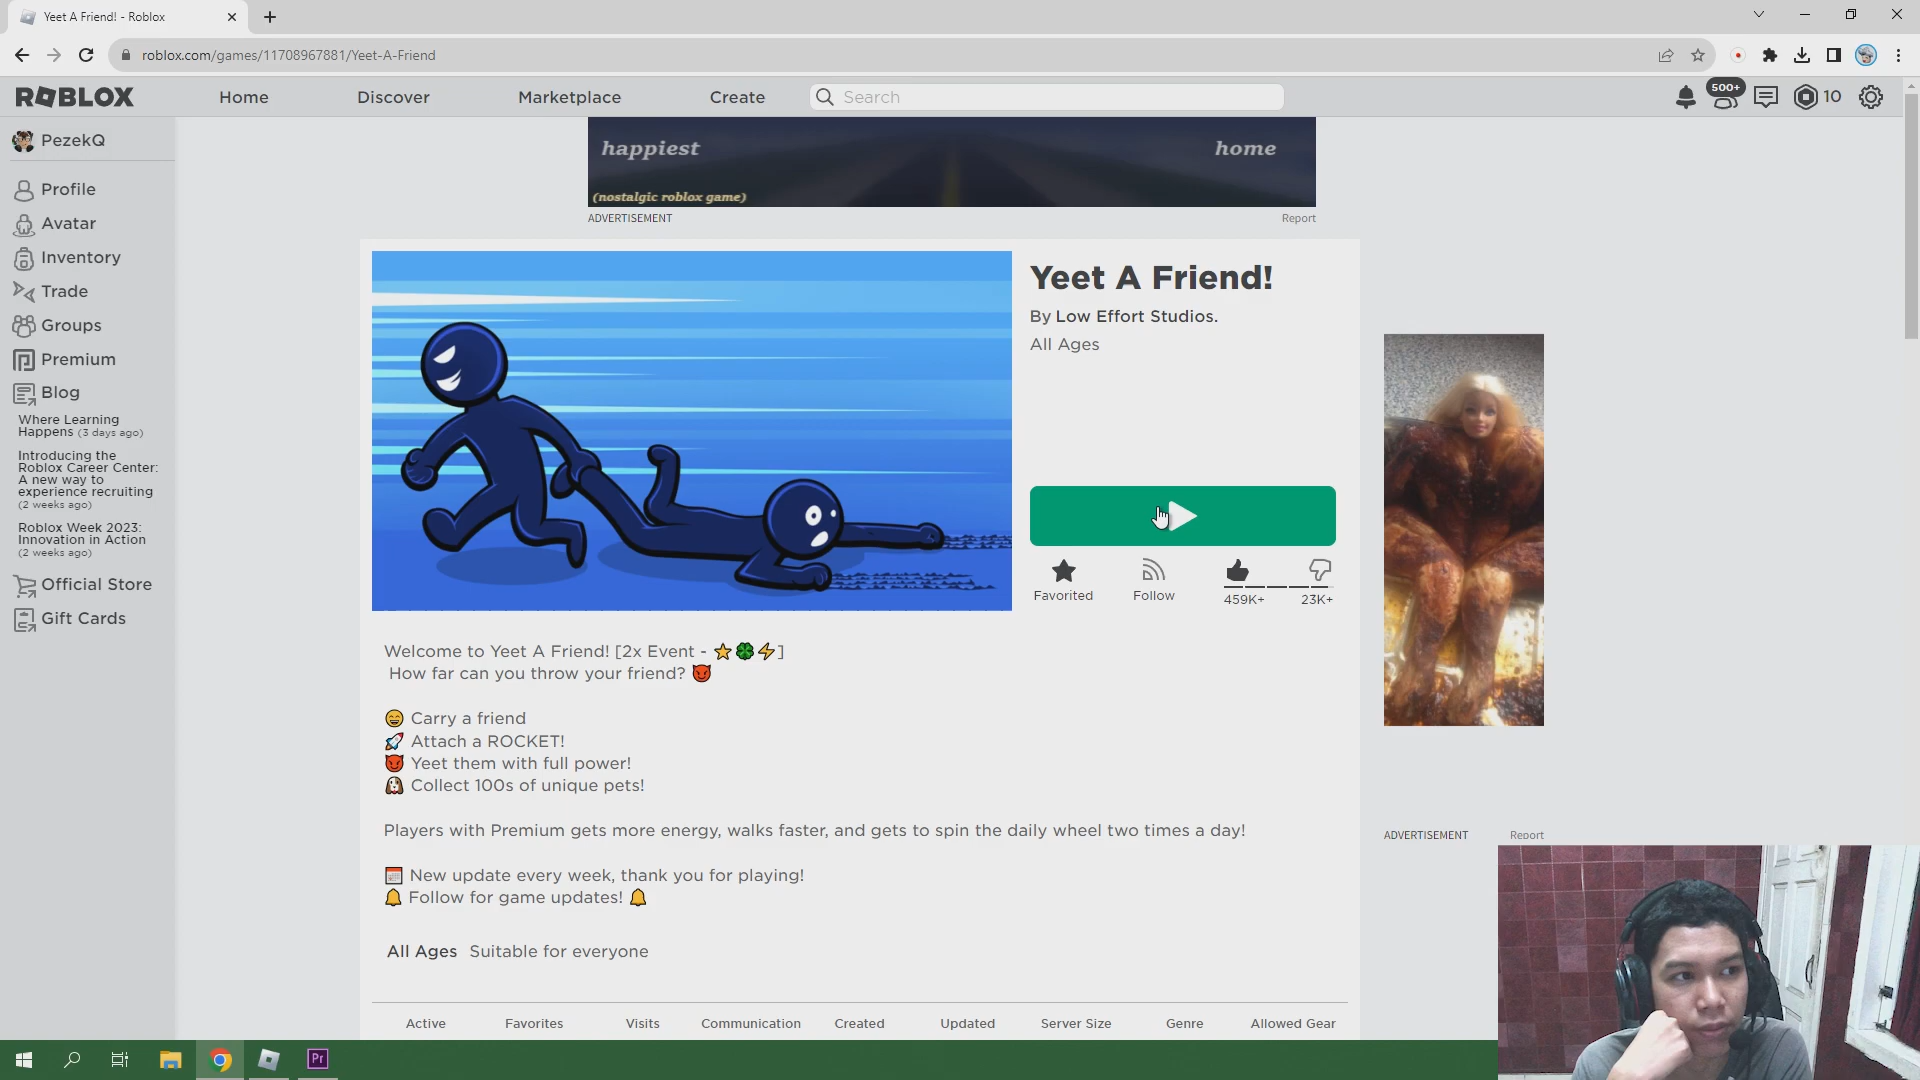 Yeet A Friend! - Roblox
roblox.com/games/11708967881/Yeet-A-Friend
ROBLOX
Home
Discover
Marketplace
Create
Search
500+
10
PezekQ
Profile
Avatar
Inventory
Trade
Groups
Premium
Blog
Where Learning
Happens (3 days ago)
Introducing the
Roblox Career Center:
A new way to
experience recruiting
(2 weeks ago)
Roblox Week 2023:
Innovation in Action
(2 weeks ago)
Official Store
Gift Cards
happiest
home
(nostalgic roblox game)
ADVERTISEMENT
Report
Yeet A Friend!
By Low Effort Studios.
All Ages
Favorited
Follow
459K+
23K+
Welcome to Yeet A Friend! [2x Event - ⭐🍀⚡]
How far can you throw your friend? 😈
😄 Carry a friend
🚀 Attach a ROCKET!
😈 Yeet them with full power!
🐶 Collect 100s of unique pets!
Players with Premium gets more energy, walks faster, and gets to spin the daily wheel two times a day!
📅 New update every week, thank you for playing!
🔔 Follow for game updates! 🔔
All Ages Suitable for everyone
Active
Favorites
Visits
Communication
Created
Updated
Server Size
Genre
Allowed Gear
ADVERTISEMENT
Report
Pr